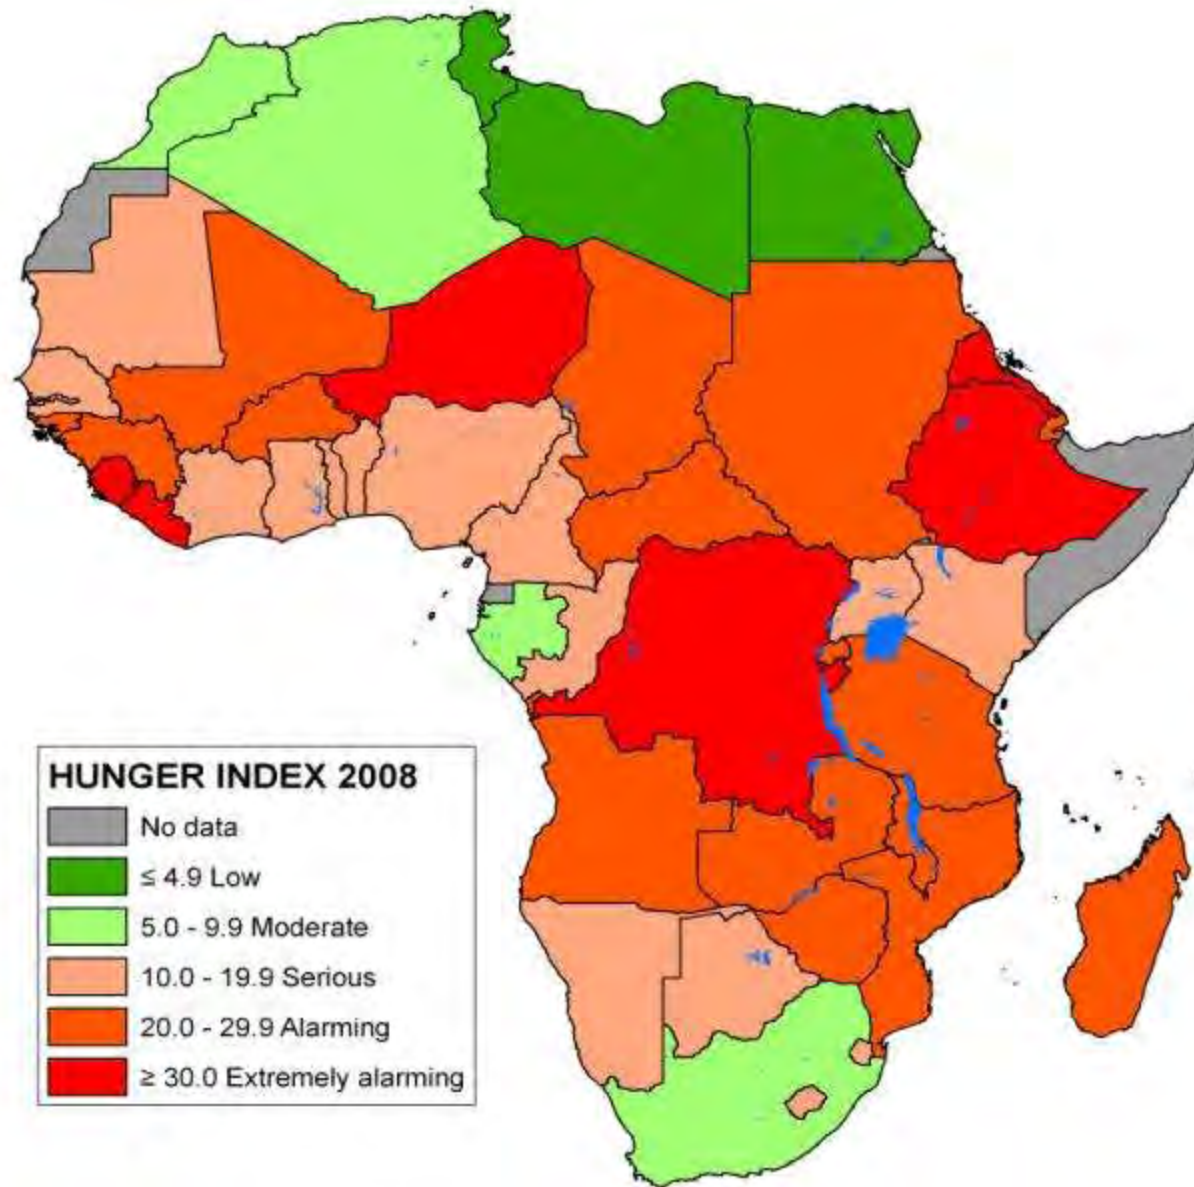 HUNGER INDEX 2008
No data
≤ 4.9 Low
5.0 - 9.9 Moderate
10.0 - 19.9 Serious
20.0 - 29.9 Alarming
≥ 30.0 Extremely alarming